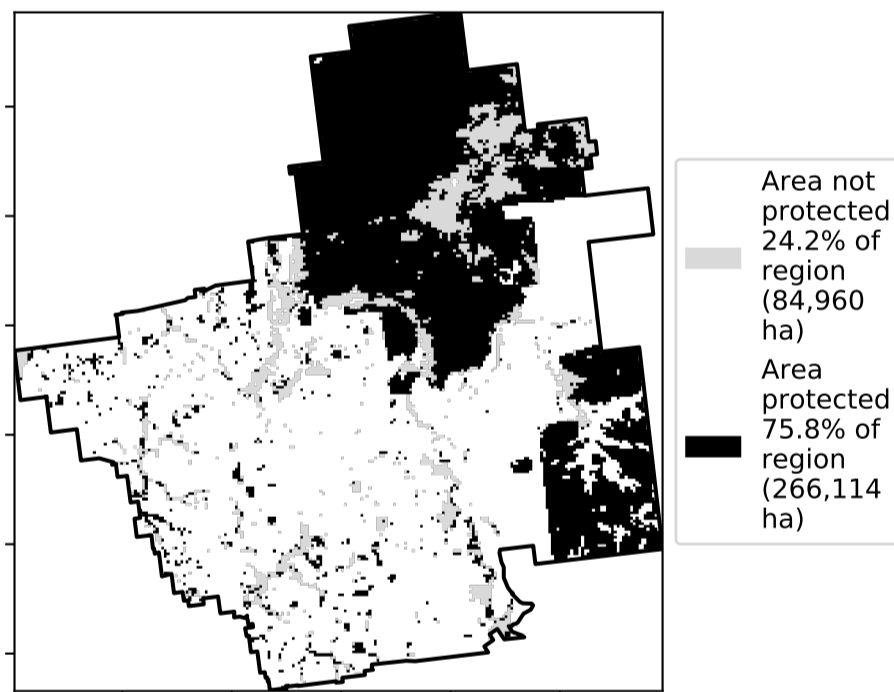 Area not
protected
24.2% of
region
(84,960
ha)
Area
protected
75.8% of
region
(266,114
ha)